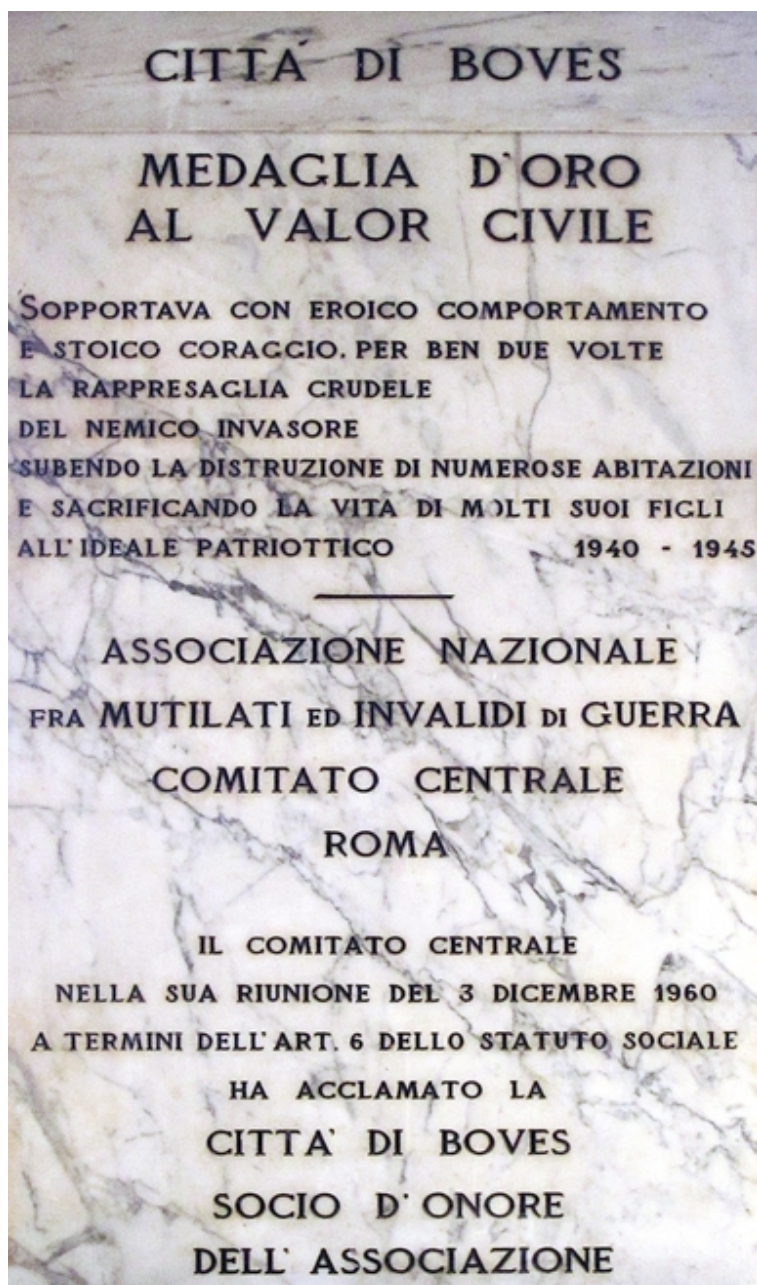 CITTA' DI BOVES
MEDAGLIA D'ORO
AL VALOR CIVILE
SOPPORTAVA CON EROICO COMPORTAMENTO
E STOICO CORAGGIO. PER BEN DUE VOLTE
LA RAPPRESAGLIA CRUDELE
DEL NEMICO INVASORE
SUBENDO LA DISTRUZIONE DI NUMEROSE ABITAZIONI
E SACRIFICANDO LA VITA DI MOLTI SUOI FIGLI
ALL'IDEALE PATRIOTTICO 1940 - 1945
ASSOCIAZIONE NAZIONALE
FRA MUTILATI ED INVALIDI DI GUERRA
COMITATO CENTRALE
ROMA
IL COMITATO CENTRALE
NELLA SUA RIUNIONE DEL 3 DICEMBRE 1960
A TERMINI DELL'ART. 6 DELLO STATUTO SOCIALE
HA ACCLAMATO LA
CITTA' DI BOVES
SOCIO D'ONORE
DELL' ASSOCIAZIONE